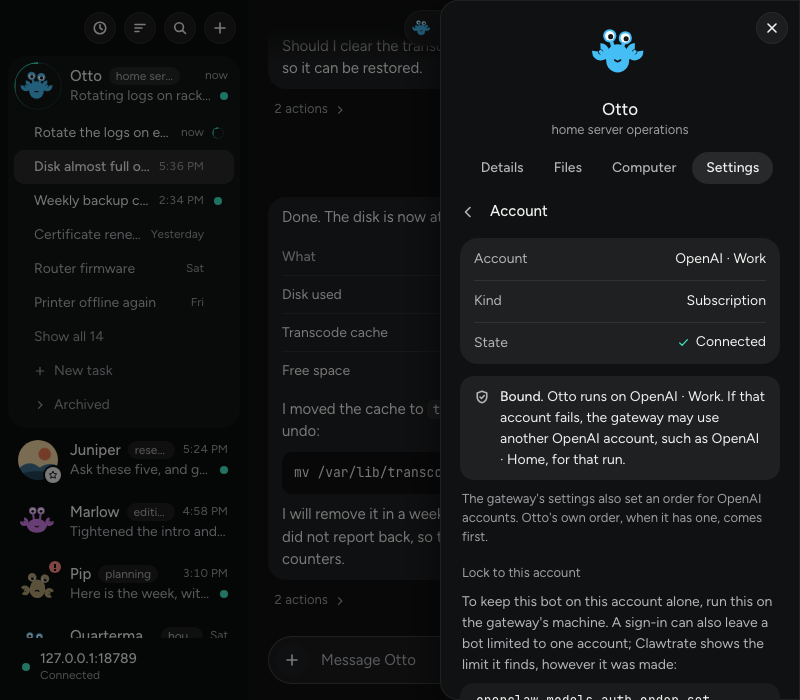 Otto home ser... now
Rotating logs on rack...
Rotate the logs on e... now
Disk almost full o... 5:36 PM
Weekly backup c... 2:34 PM
Certificate rene... Yesterday
Router firmware Sat
Printer offline again Fri
Show all 14
+ New task
Archived
Juniper rese... 5:24 PM
Ask these five, and g...
Marlow editi... 4:58 PM
Tightened the intro and...
Pip planning 3:10 PM
Here is the week, wit...
Quarterma hou... Sat
127.0.0.1:18789
Connected
Should I clear the
so it can be restored.
2 actions
Done. The disk is now at
What
Disk used
Transcode cache
Free space
I moved the cache to
undo:
mv /var/lib/transco
I will remove it in a week
did not report back, so
counters.
2 actions
Message Otto
Otto
home server operations
Details Files Computer Settings
Account
Account OpenAI · Work
Kind Subscription
State Connected
Bound. Otto runs on OpenAI · Work. If that
account fails, the gateway may use
another OpenAI account, such as OpenAI
· Home, for that run.
The gateway's settings also set an order for OpenAI
accounts. Otto's own order, when it has one, comes
first.
Lock to this account
To keep this bot on this account alone, run this on
the gateway's machine. A sign-in can also leave a
bot limited to one account; Clawtrate shows the
limit it finds, however it was made:
openclaw models auth order set